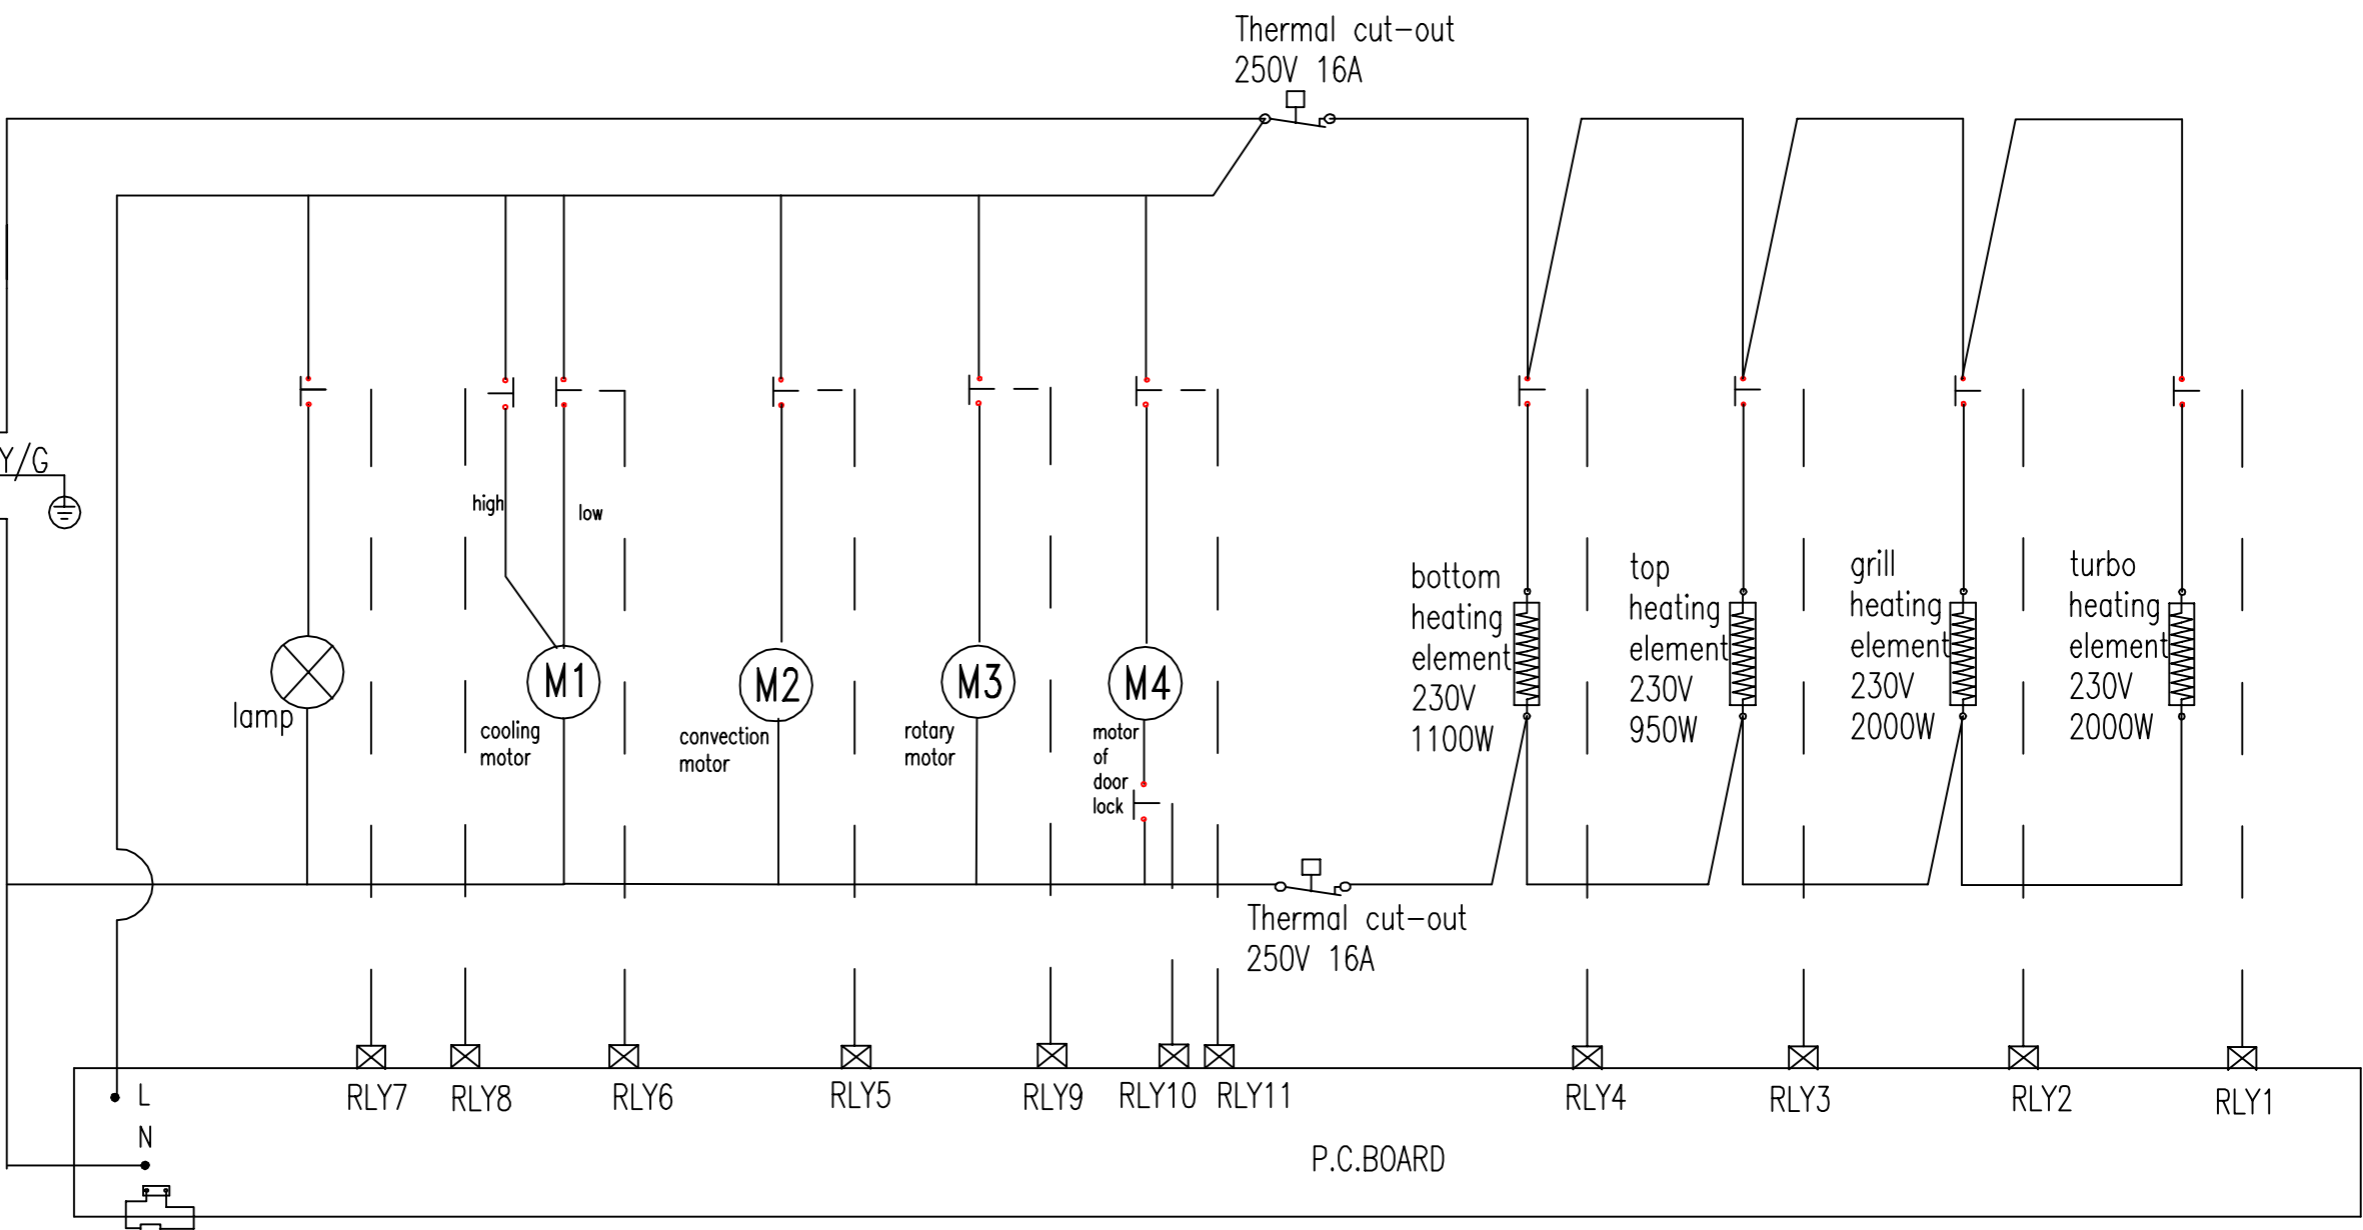 Thermal cut-out
250V 16A
Y/G
high
low
lamp
M1
cooling
motor
M2
convection
motor
M3
rotary
motor
M4
motor
of
door
lock
bottom
heating
element
230V
1100W
top
heating
element
230V
950W
grill
heating
element
230V
2000W
turbo
heating
element
230V
2000W
Thermal cut-out
250V 16A
L
N
RLY7
RLY8
RLY6
RLY5
RLY9
RLY10
RLY11
RLY4
RLY3
RLY2
RLY1
P.C.BOARD